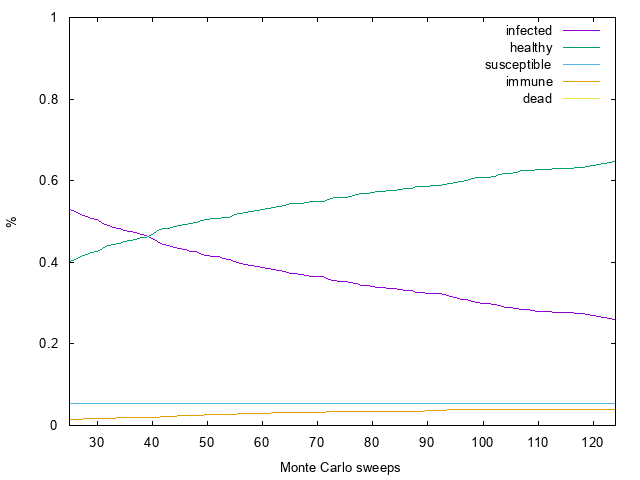 1
0.8
0.6
0.4
0.2
0
%
infected
healthy
susceptible
immune
dead
30 40 50 60 70 80 90 100 110 120
Monte Carlo sweeps